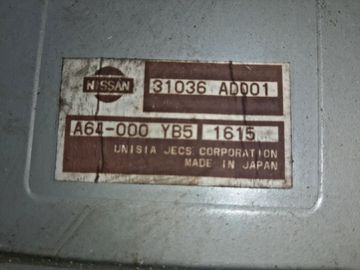 NISSAN 31036 AD001
A64-000 YB5 1615
UNISIA JECS CORPORATION
MADE IN JAPAN